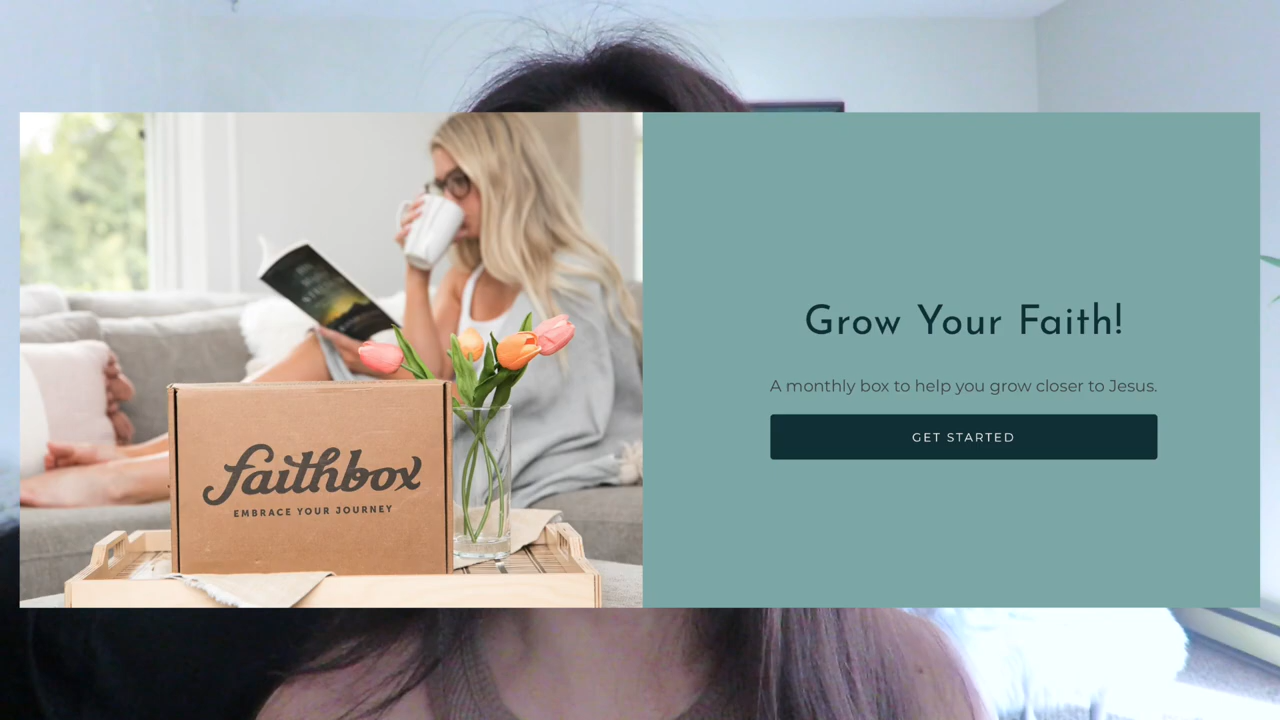 faithbox
EMBRACE YOUR JOURNEY
Grow Your Faith!
A monthly box to help you grow closer to Jesus.
GET STARTED